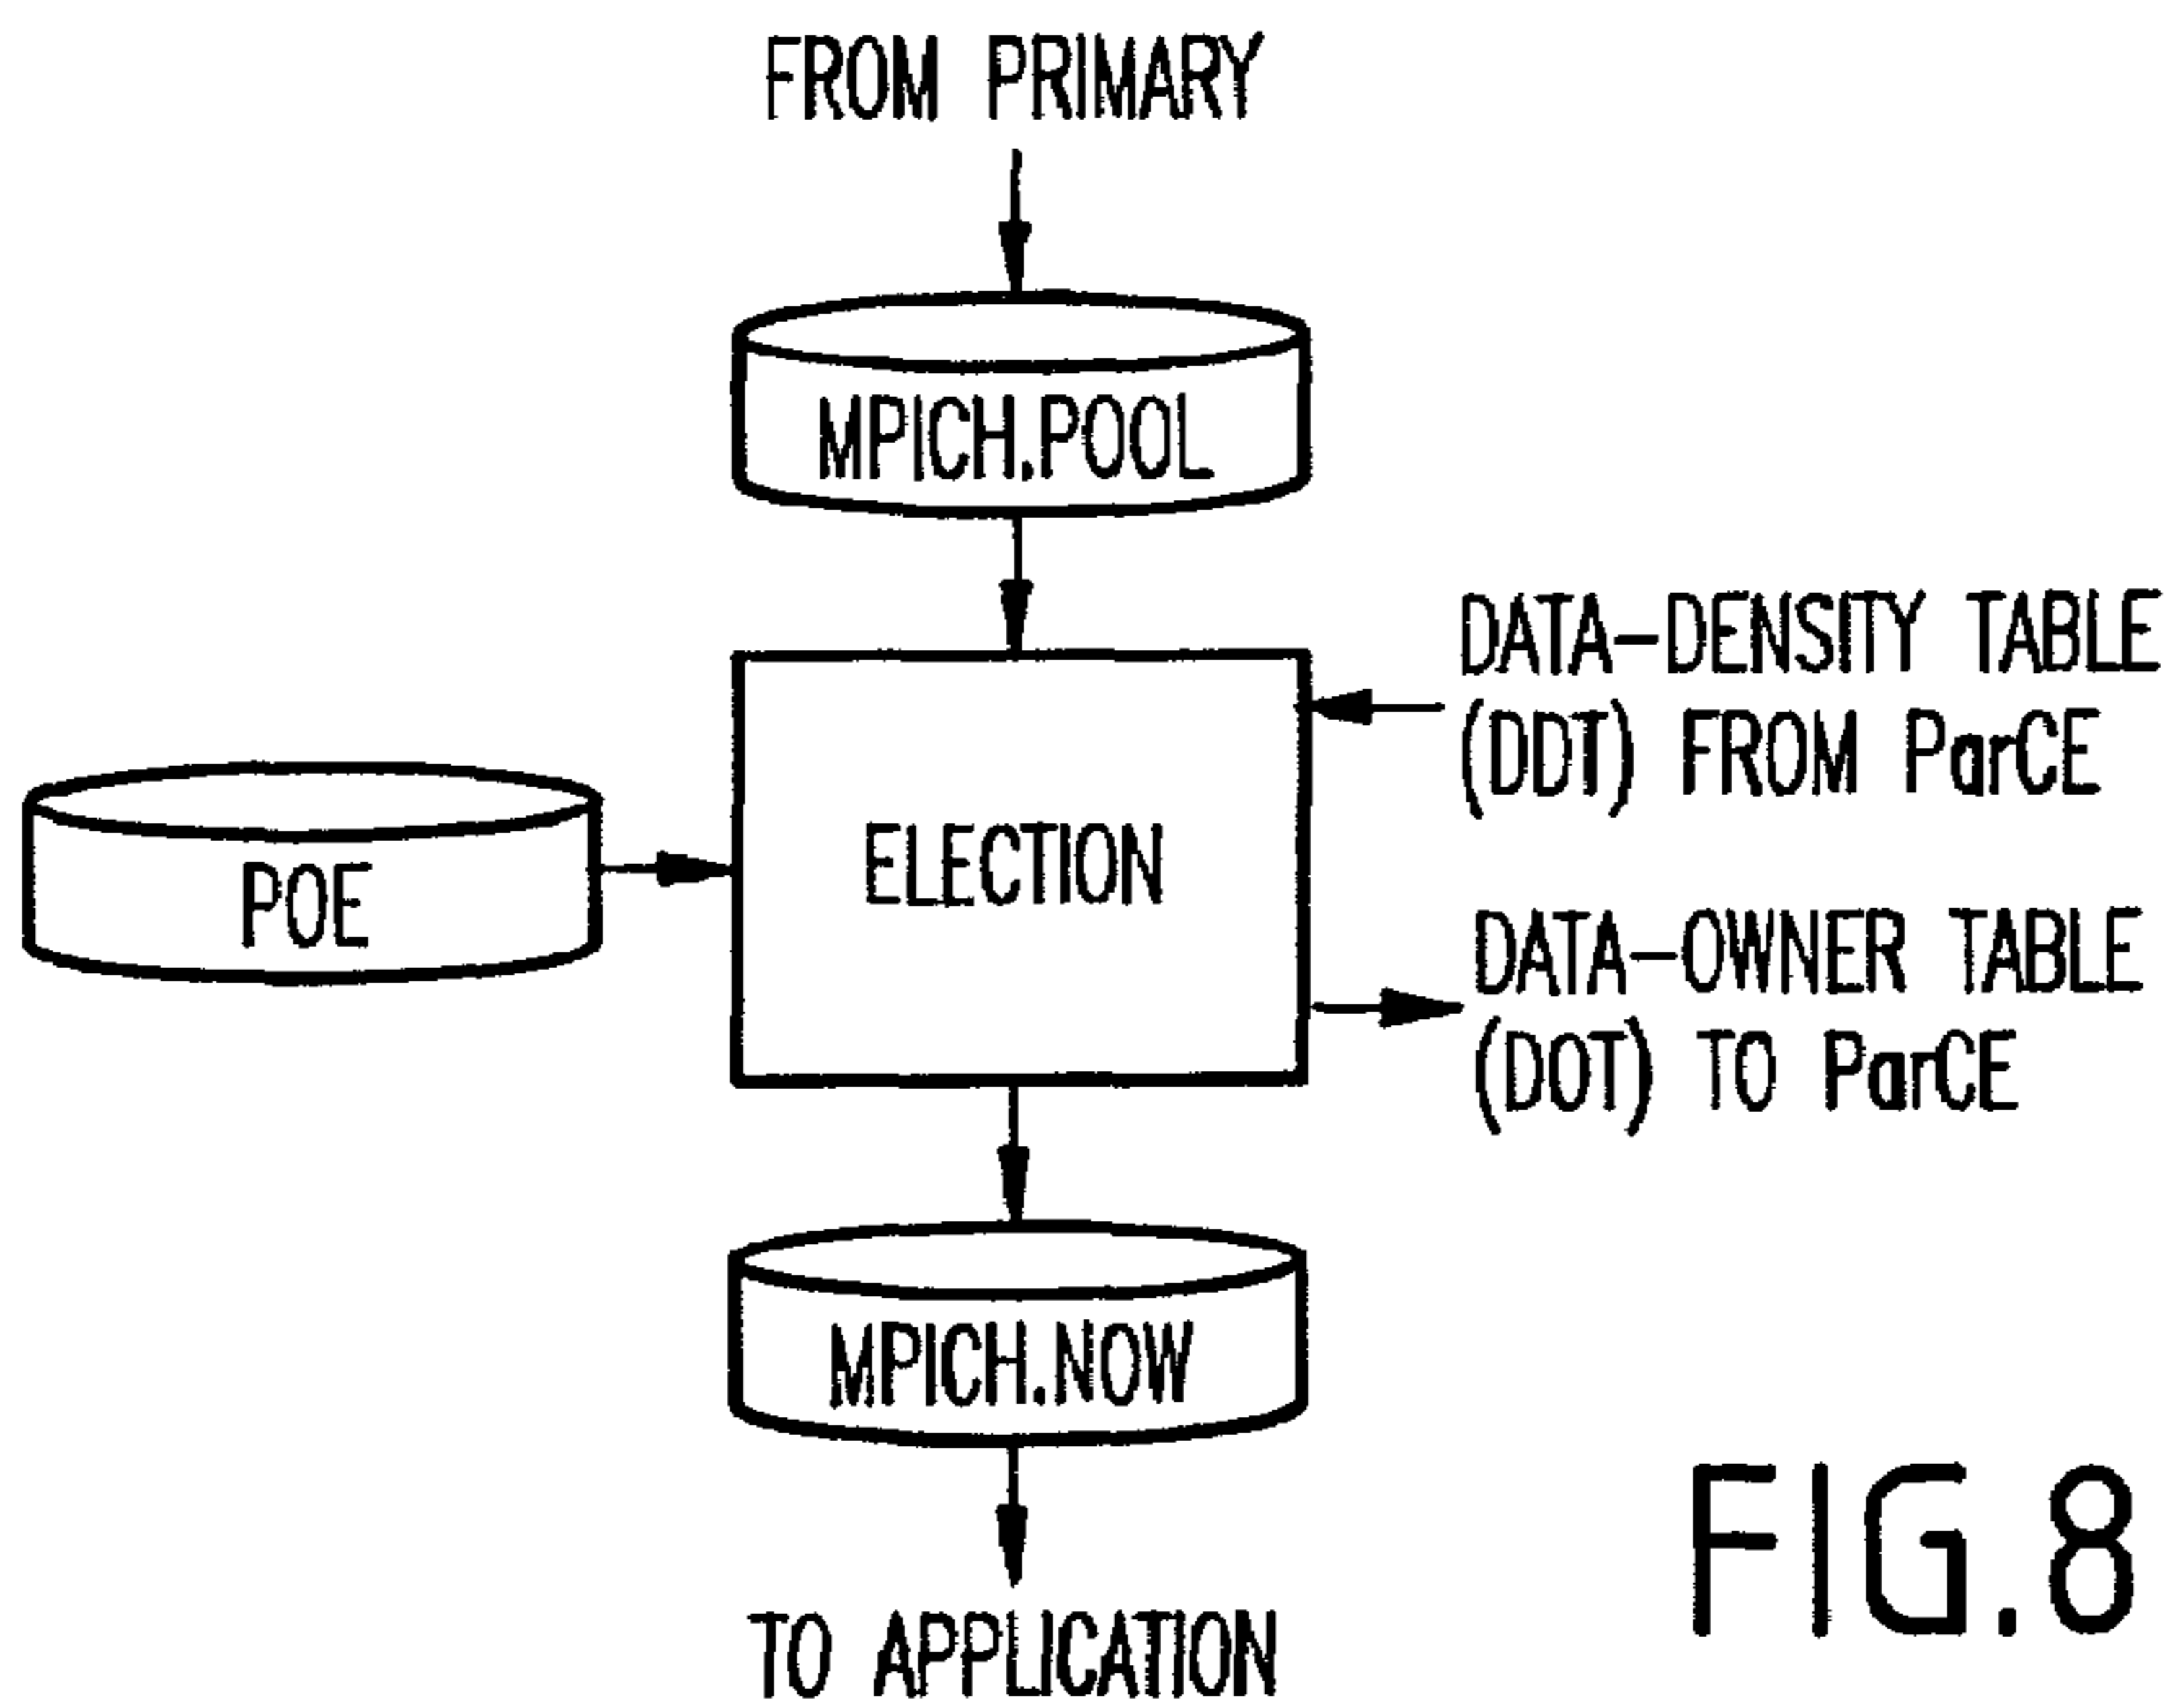 FROM PRIMARY
MPICH.POOL
DATA-DENSITY TABLE
(DDT) FROM ParCE
POE
ELECTION
DATA-OWNER TABLE
(DOT) TO ParCE
MPICH.NOW
TO APPLICATION
FIG.8